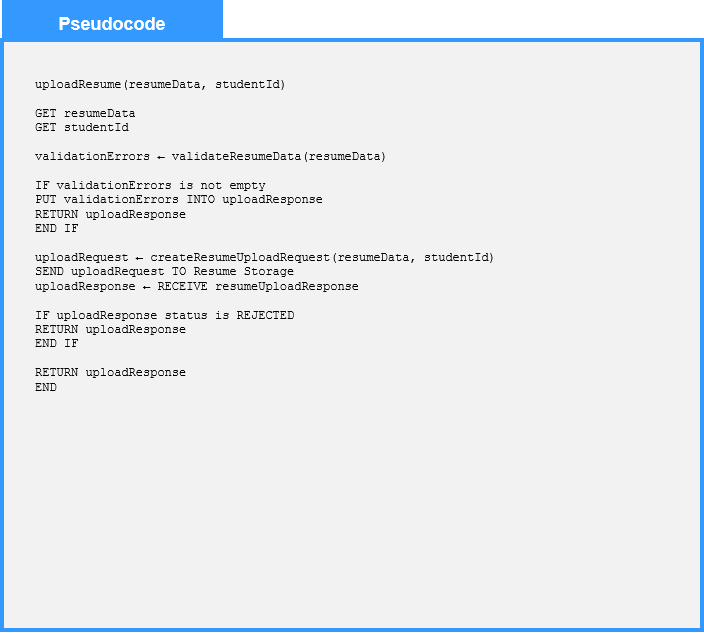 Pseudocode
uploadResume(resumeData, studentId)
GET resumeData
GET studentId
validationErrors ← validateResumeData(resumeData)
IF validationErrors is not empty
PUT validationErrors INTO uploadResponse
RETURN uploadResponse
END IF
uploadRequest ← createResumeUploadRequest(resumeData, studentId)
SEND uploadRequest TO Resume Storage
uploadResponse ← RECEIVE resumeUploadResponse
IF uploadResponse status is REJECTED
RETURN uploadResponse
END IF
RETURN uploadResponse
END